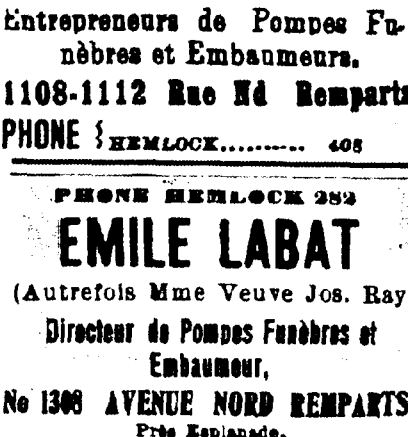 Entrepreneurs de Pompes Fu-
nèbres et Embaumeurs.
1108-1112 Rue Nd Remparts
PHONE { HEMLOCK.......... 408
PHONE HEMLOCK 282
EMILE LABAT
(Autrefois Mme Veuve Jos. Ray
Directeur de Pompes Funèbres et
Embaumeur,
No 1308 AVENUE NORD REMPARTS
Près Esplanade.